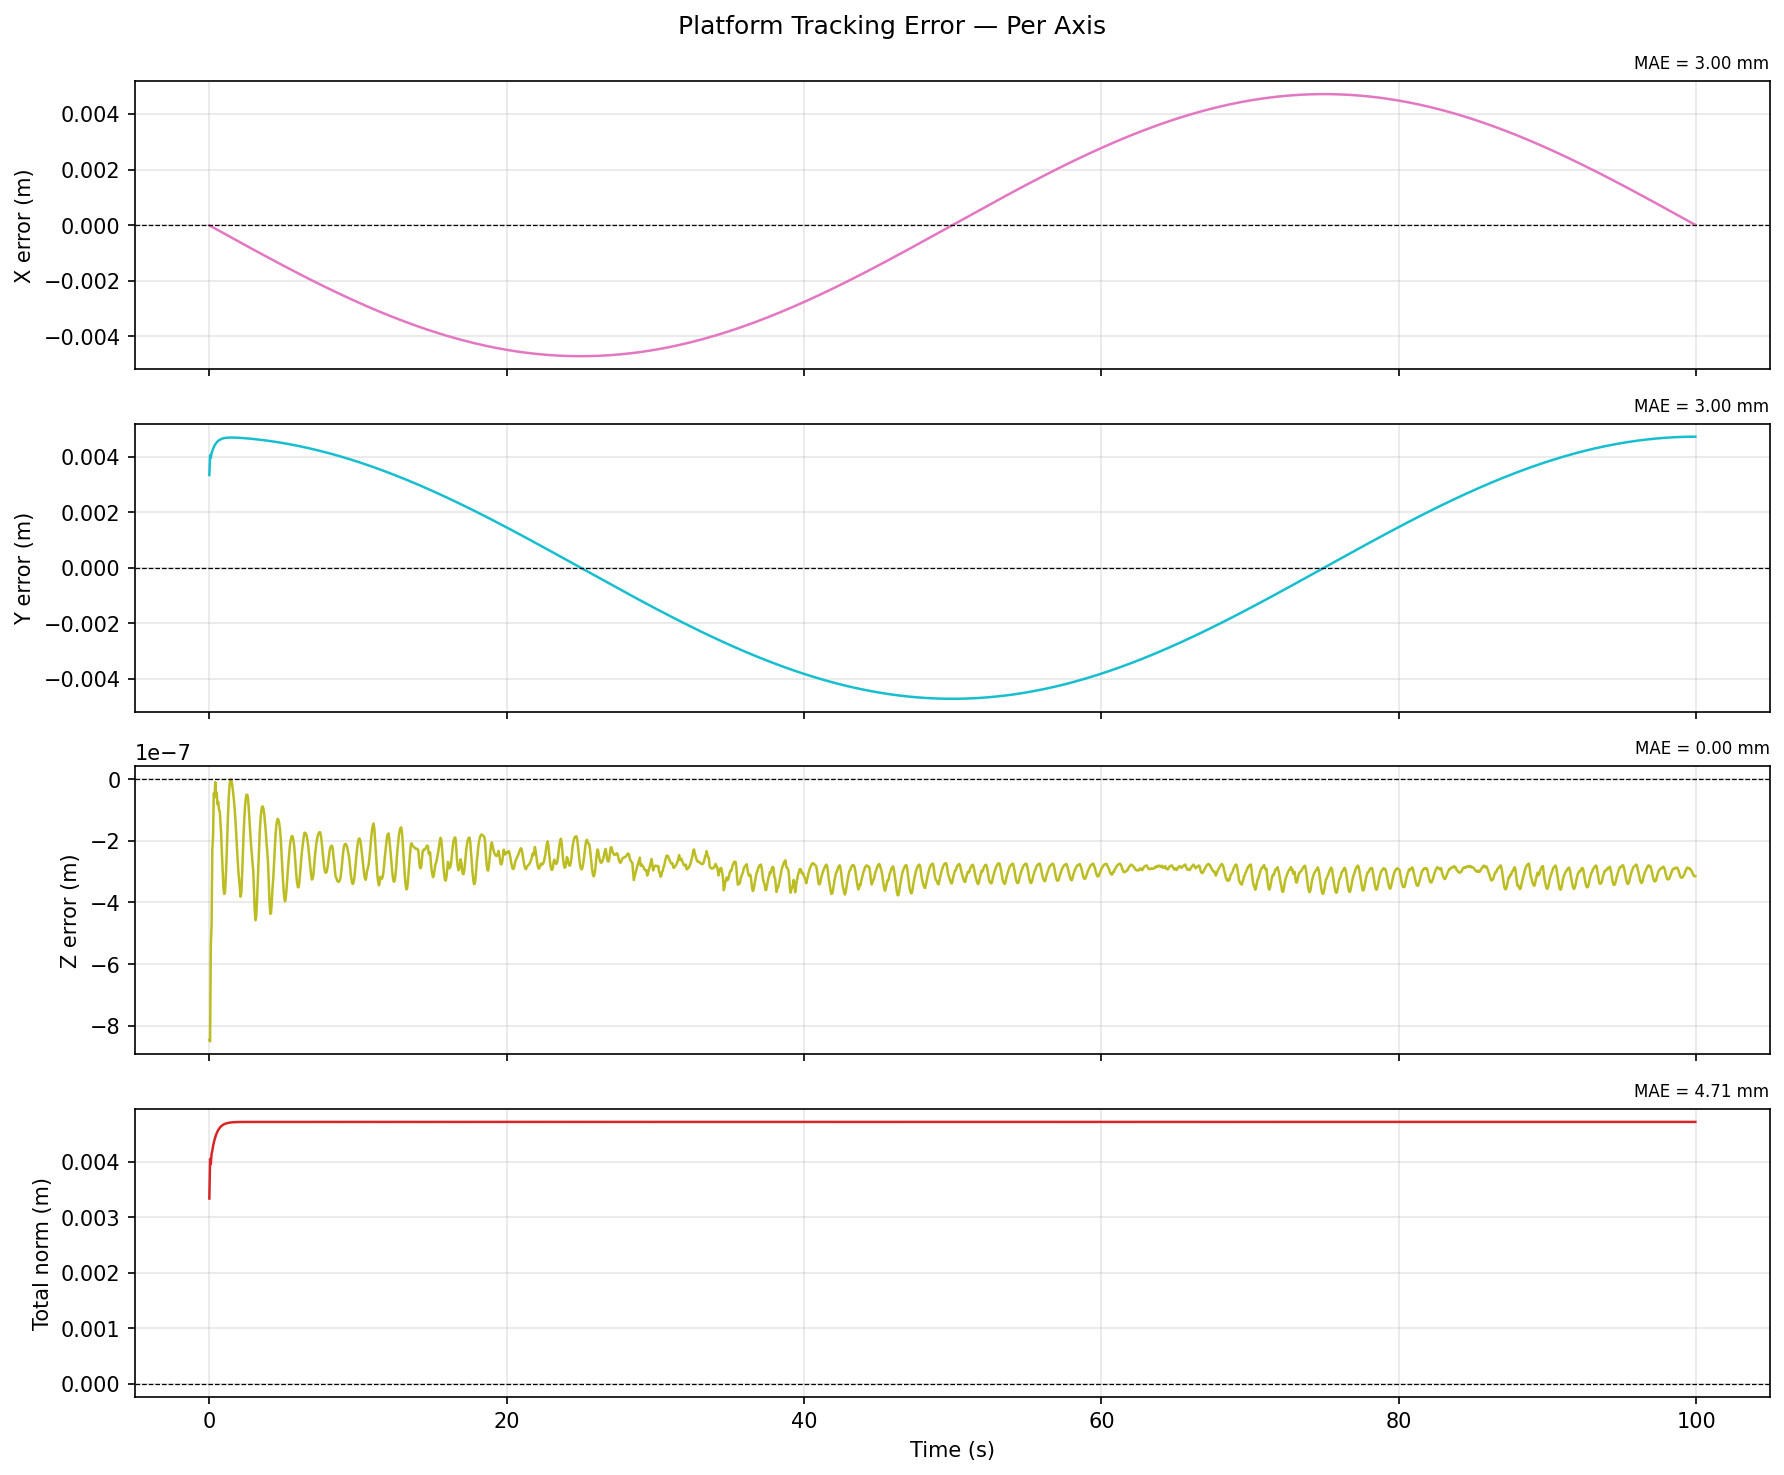 Platform Tracking Error — Per Axis
MAE = 3.00 mm
0.004
0.002
0.000
−0.002
−0.004
X error (m)
MAE = 3.00 mm
0.004
0.002
0.000
−0.002
−0.004
Y error (m)
1e−7
MAE = 0.00 mm
0
−2
−4
−6
−8
Z error (m)
MAE = 4.71 mm
0.004
0.003
0.002
0.001
0.000
Total norm (m)
0 20 40 60 80 100
Time (s)